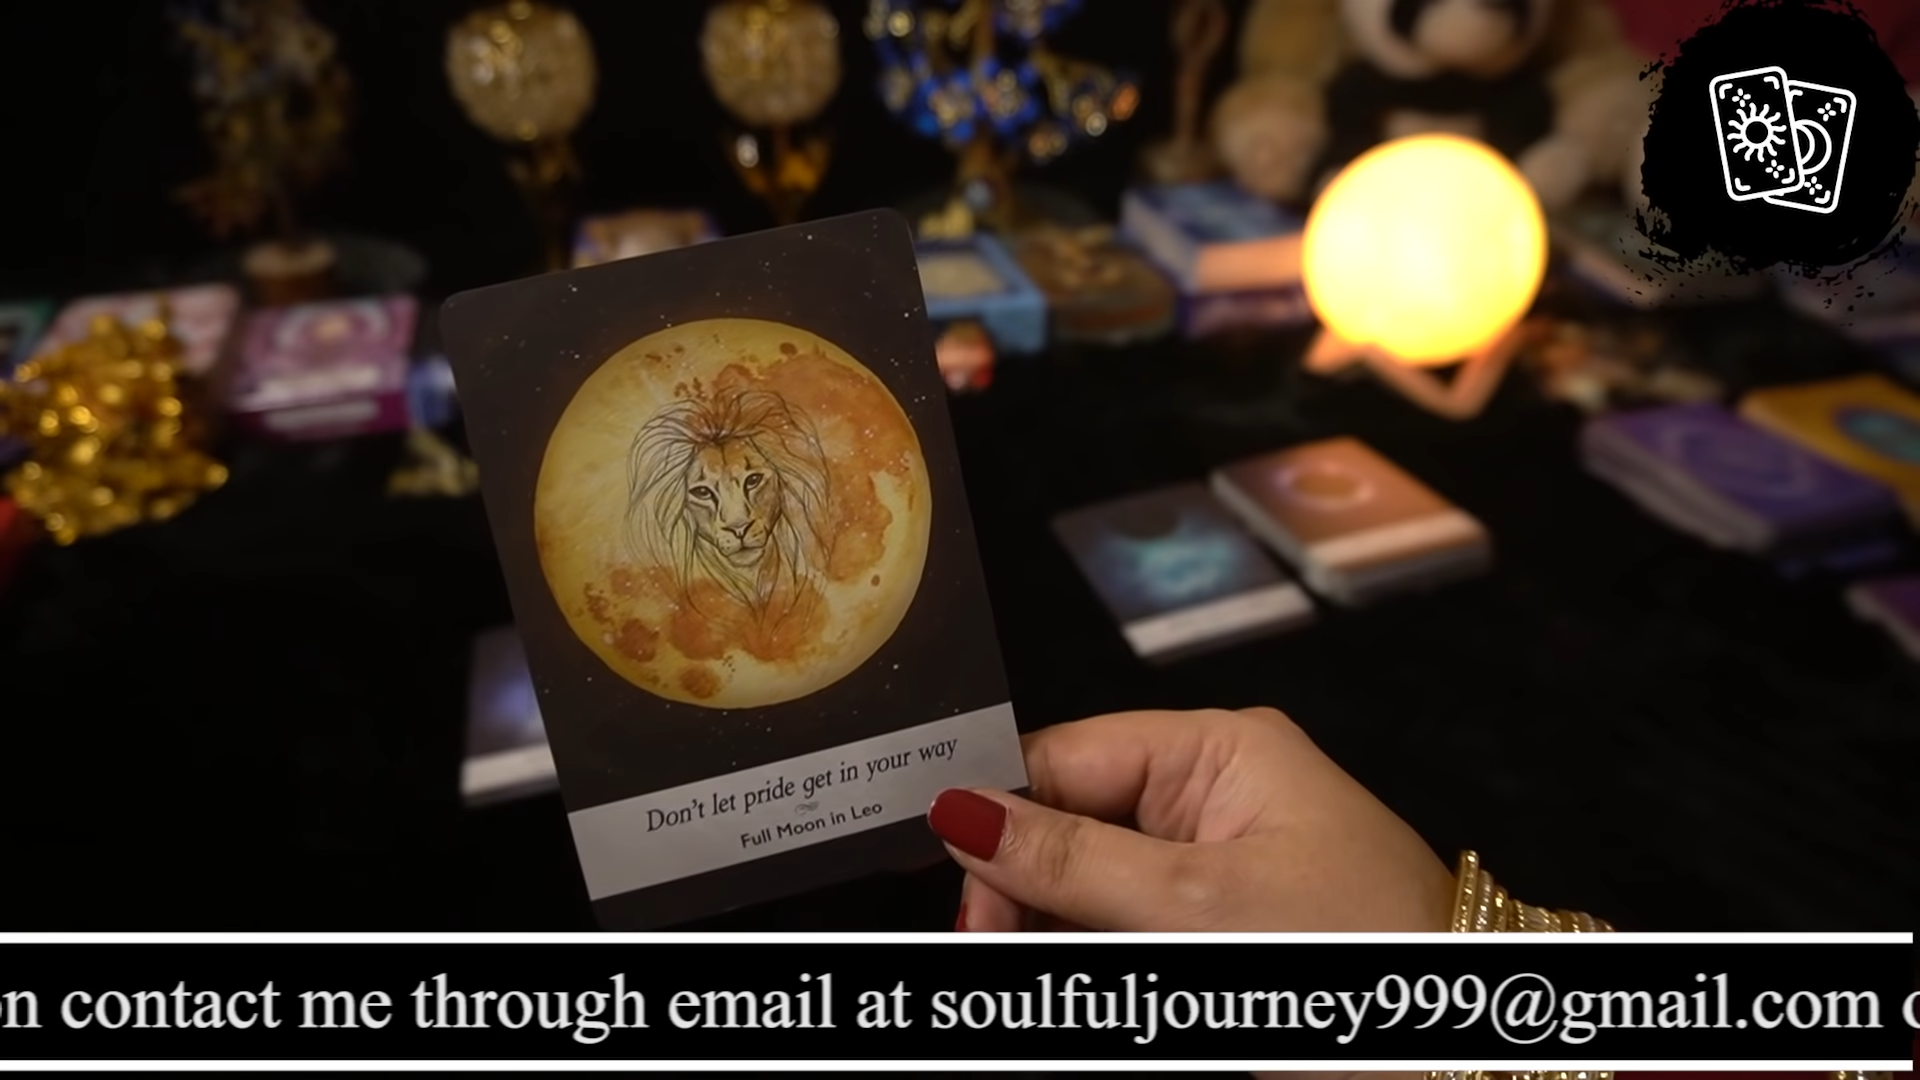 Don't let pride get in your way
Full Moon in Leo
contact me through email at soulfuljourney999@gmail.com